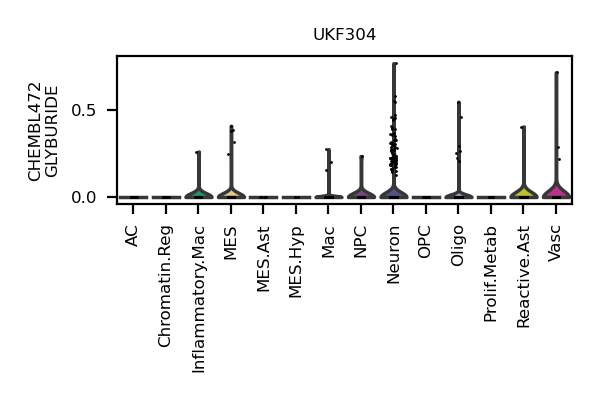 UKF304
CHEMBL472
GLYBURIDE
0.5
0.0
AC
Chromatin.Reg
Inflammatory.Mac
MES
MES.Ast
MES.Hyp
Mac
NPC
Neuron
OPC
Oligo
Prolif.Metab
Reactive.Ast
Vasc